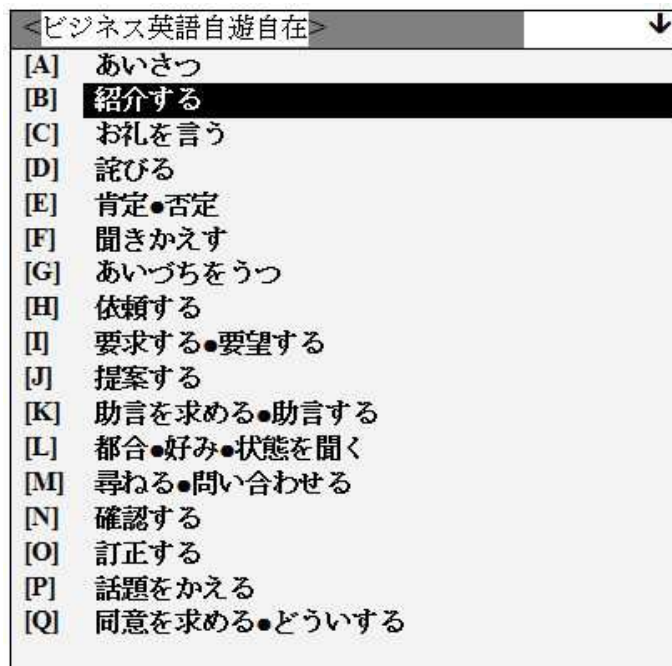 <ビジネス英語自遊自在> ↓
[A] あいさつ
[B] 紹介する
[C] お礼を言う
[D] 詫びる
[E] 肯定●否定
[F] 聞きかえす
[G] あいづちをうつ
[H] 依頼する
[I] 要求する●要望する
[J] 提案する
[K] 助言を求める●助言する
[L] 都合●好み●状態を聞く
[M] 尋ねる●問い合わせる
[N] 確認する
[O] 訂正する
[P] 話題をかえる
[Q] 同意を求める●どういする